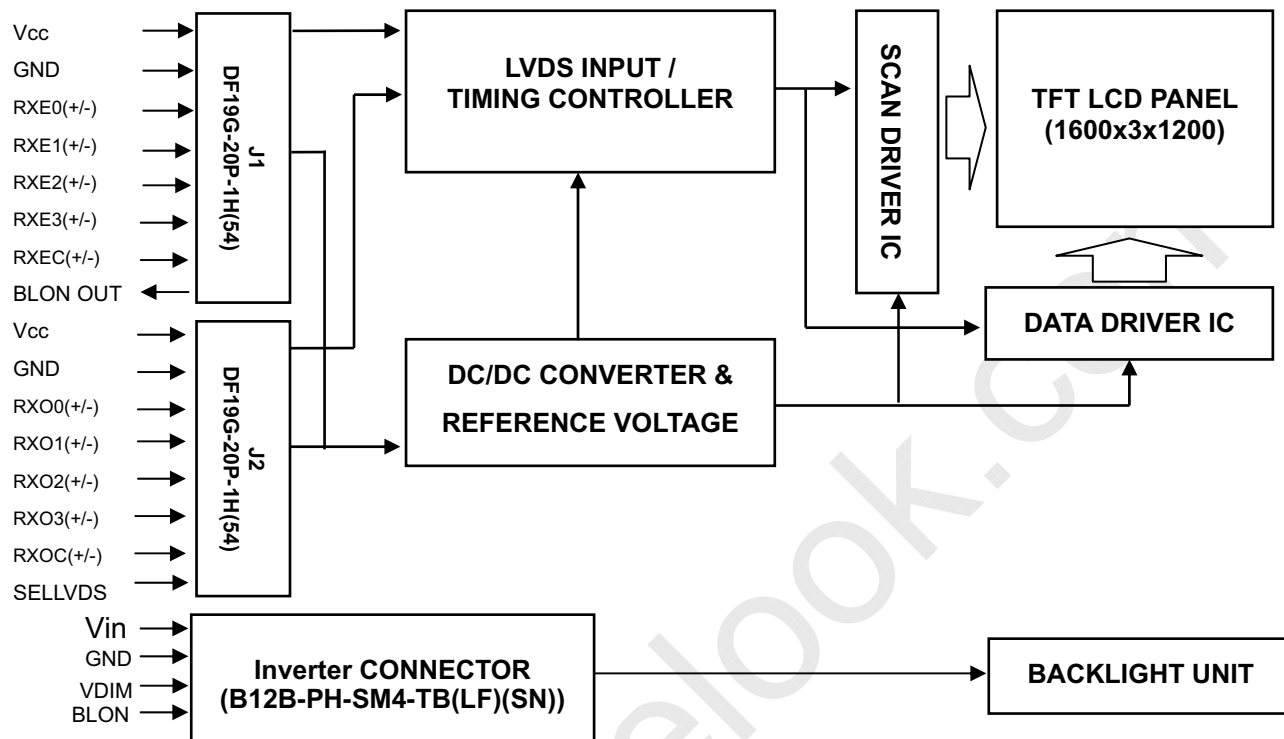 Vcc
GND
RXE0(+/-)
RXE1(+/-)
RXE2(+/-)
RXE3(+/-)
RXEC(+/-)
BLON OUT
J1
DF19G-20P-1H(54)
LVDS INPUT /
TIMING CONTROLLER
SCAN DRIVER IC
TFT LCD PANEL
(1600x3x1200)
Vcc
GND
RXO0(+/-)
RXO1(+/-)
RXO2(+/-)
RXO3(+/-)
RXOC(+/-)
SELLVDS
J2
DF19G-20P-1H(54)
DC/DC CONVERTER &
REFERENCE VOLTAGE
DATA DRIVER IC
Vin
GND
VDIM
BLON
Inverter CONNECTOR
(B12B-PH-SM4-TB(LF)(SN))
BACKLIGHT UNIT